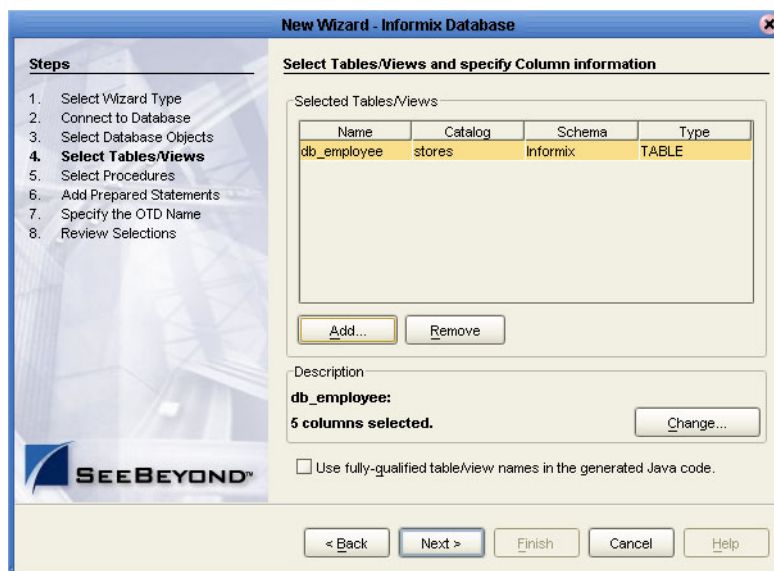 New Wizard - Informix Database
Steps
1. Select Wizard Type
2. Connect to Database
3. Select Database Objects
4. Select Tables/Views
5. Select Procedures
6. Add Prepared Statements
7. Specify the OTD Name
8. Review Selections
SEEBEYOND™
Select Tables/Views and specify Column information
Selected Tables/Views
Name Catalog Schema Type
db_employee stores Informix TABLE
Add... Remove
Description
db_employee:
5 columns selected.
Change...
Use fully-qualified table/view names in the generated Java code.
< Back Next > Finish Cancel Help